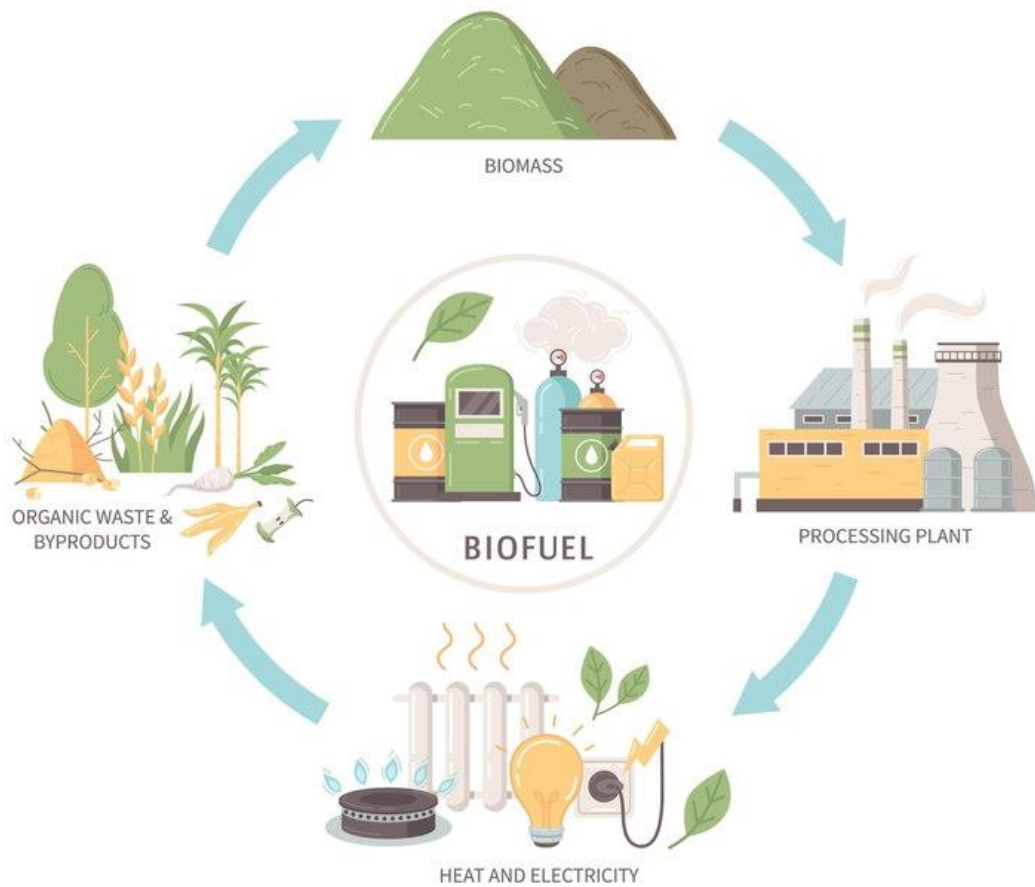 BIOMASS
ORGANIC WASTE &
BYPRODUCTS
BIOFUEL
PROCESSING PLANT
HEAT AND ELECTRICITY